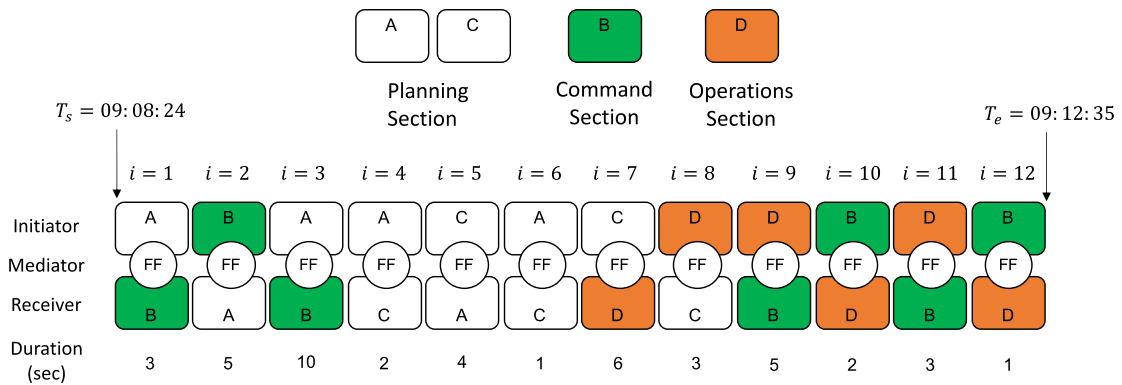 A C B D
Planning Command Operations
Section Section Section
T_s = 09:08:24 T_e = 09:12:35
i = 1 i = 2 i = 3 i = 4 i = 5 i = 6 i = 7 i = 8 i = 9 i = 10 i = 11 i = 12
Initiator A B A A C A C D D B D B
Mediator FF FF FF FF FF FF FF FF FF FF FF FF
Receiver B A B C A C D C B D B D
Duration
(sec) 3 5 10 2 4 1 6 3 5 2 3 1